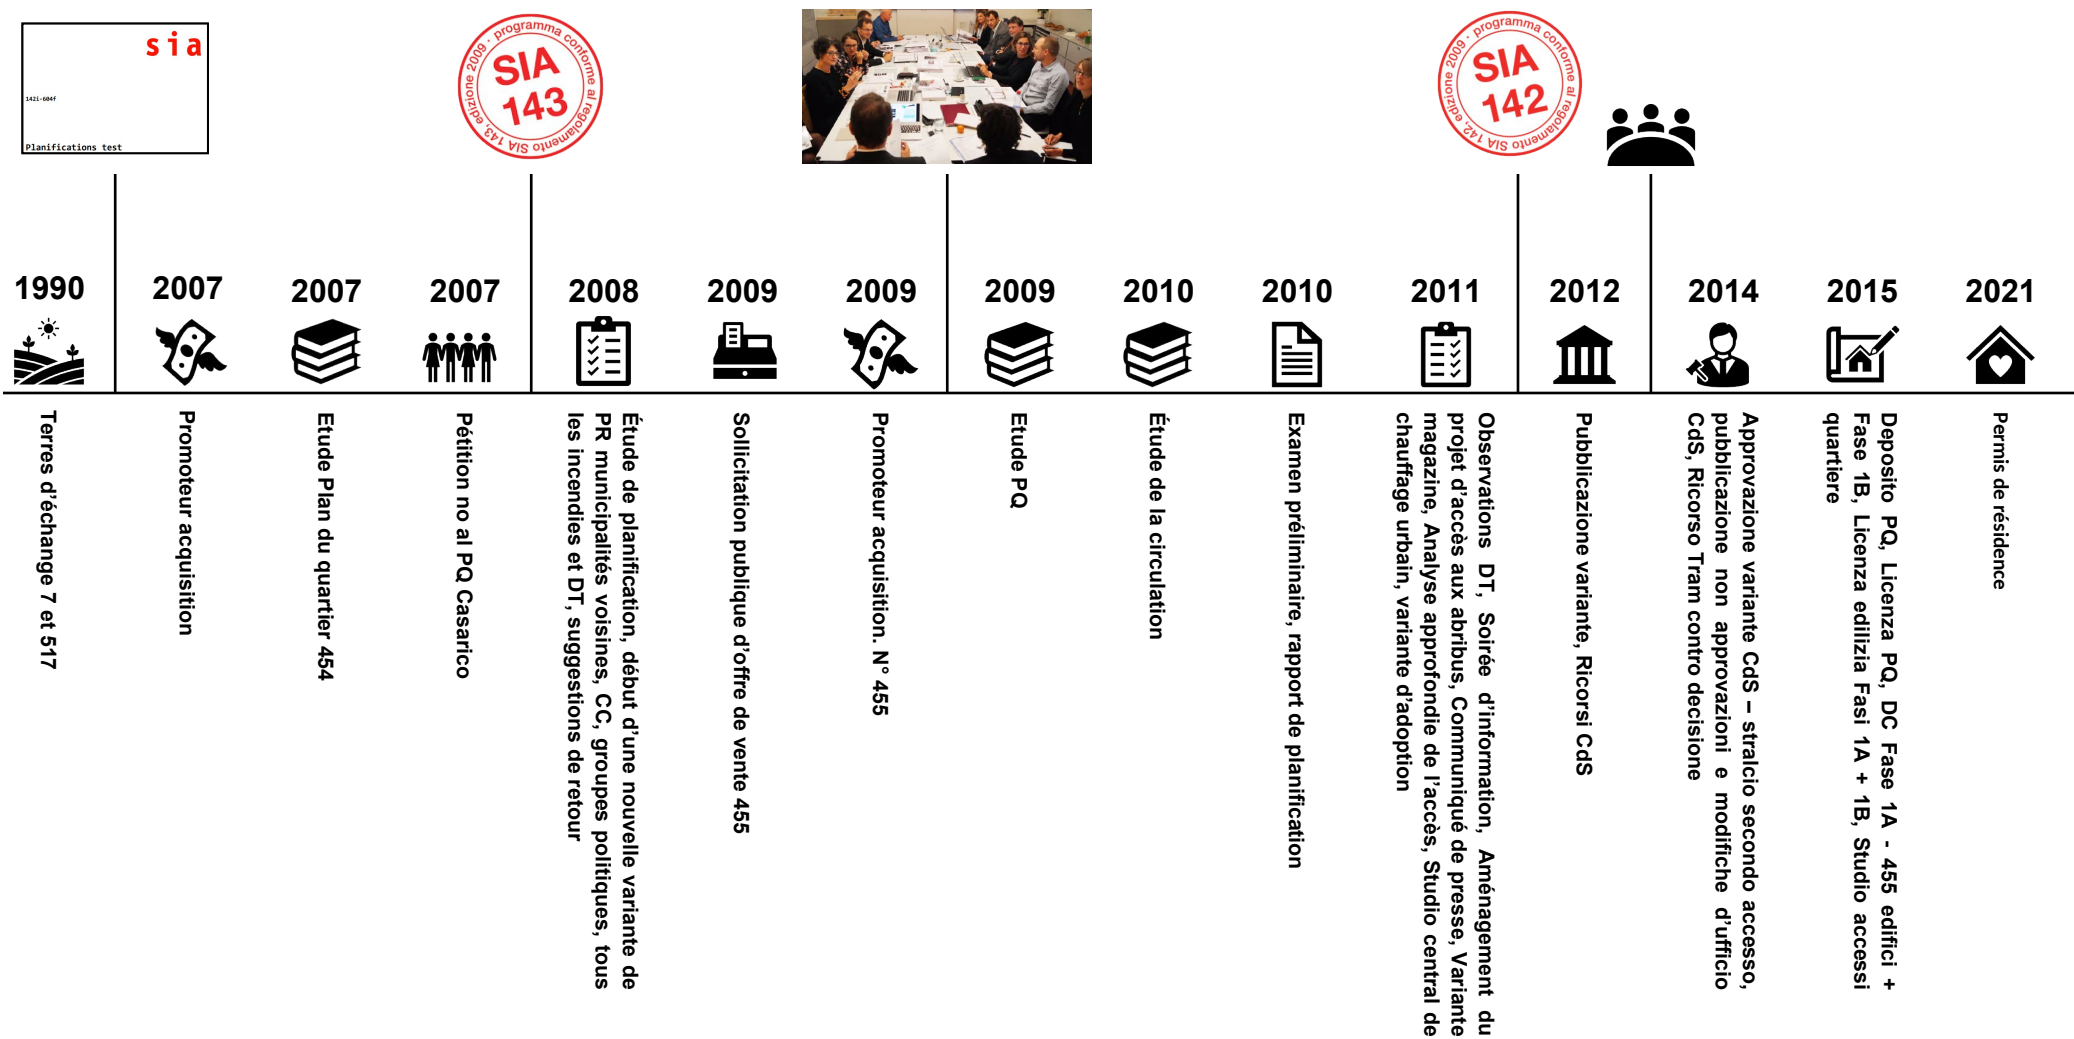 sia
142i-604f
Planifications test
programma conforme al regolamento SIA 143, edizione 2009 ·
SIA
143
programma conforme al regolamento SIA 142, edizione 2009 ·
SIA
142
1990
2007
2007
2007
2008
2009
2009
2009
2010
2010
2011
2012
2014
2015
2021
Terres d'échange 7 et 517
Promoteur acquisition
Etude Plan du quartier 454
Pétition no al PQ Casarico
Étude de planification, début d'une nouvelle variante de
PR municipalités voisines, CC, groupes politiques, tous
les incendies et DT, suggestions de retour
Sollicitation publique d'offre de vente 455
Promoteur acquisition. N° 455
Etude PQ
Étude de la circulation
Examen préliminaire, rapport de planification
Observations DT, Soirée d'information, Aménagement du
projet d'accès aux abribus, Communiqué de presse, Variante
magazine, Analyse approfondie de l'accès, Studio central de
chauffage urbain, variante d'adoption
Pubblicazione variante, Ricorsi CdS
Approvazione variante CdS – stralcio secondo accesso,
pubblicazione non approvazioni e modifiche d'ufficio
CdS, Ricorso Tram contro decisione
Deposito PQ, Licenza PQ, DC Fase 1A - 455 edifici +
Fase 1B, Licenza edilizia Fasi 1A + 1B, Studio accessi
quartiere
Permis de résidence